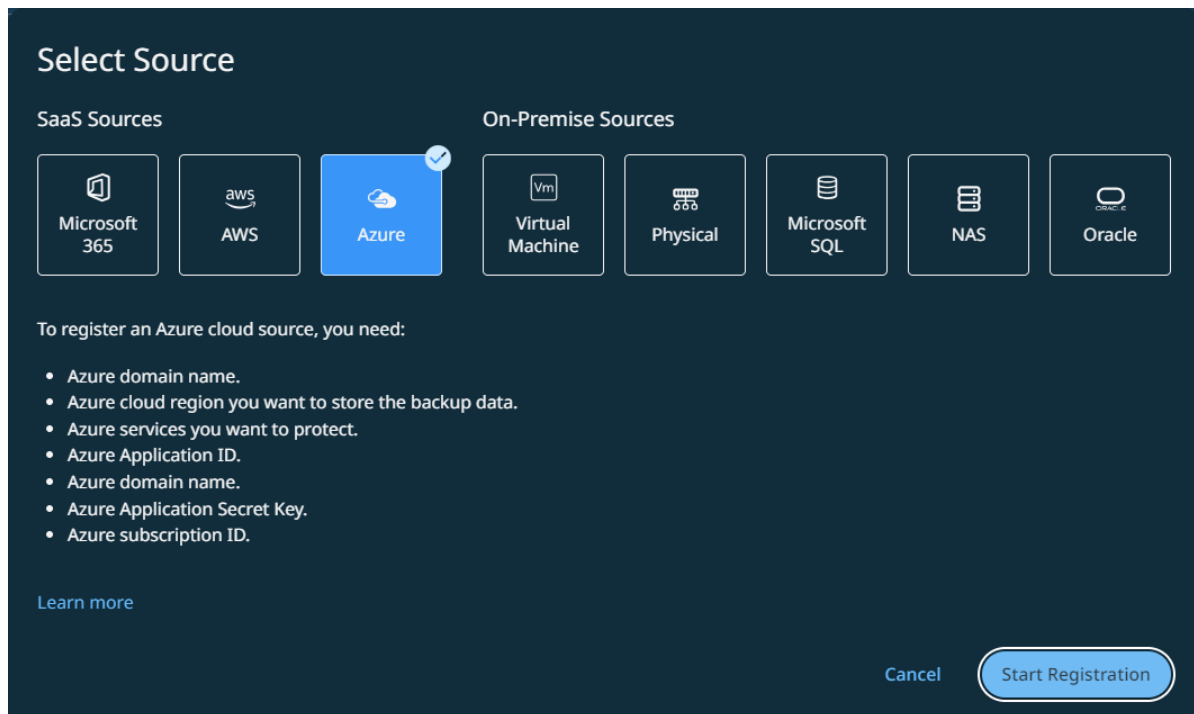 Select Source
SaaS Sources
On-Premise Sources
Microsoft
365
aws
AWS
Azure
Vm
Virtual
Machine
Physical
Microsoft
SQL
NAS
ORACLE
Oracle
To register an Azure cloud source, you need:
• Azure domain name.
• Azure cloud region you want to store the backup data.
• Azure services you want to protect.
• Azure Application ID.
• Azure domain name.
• Azure Application Secret Key.
• Azure subscription ID.
Learn more
Cancel
Start Registration